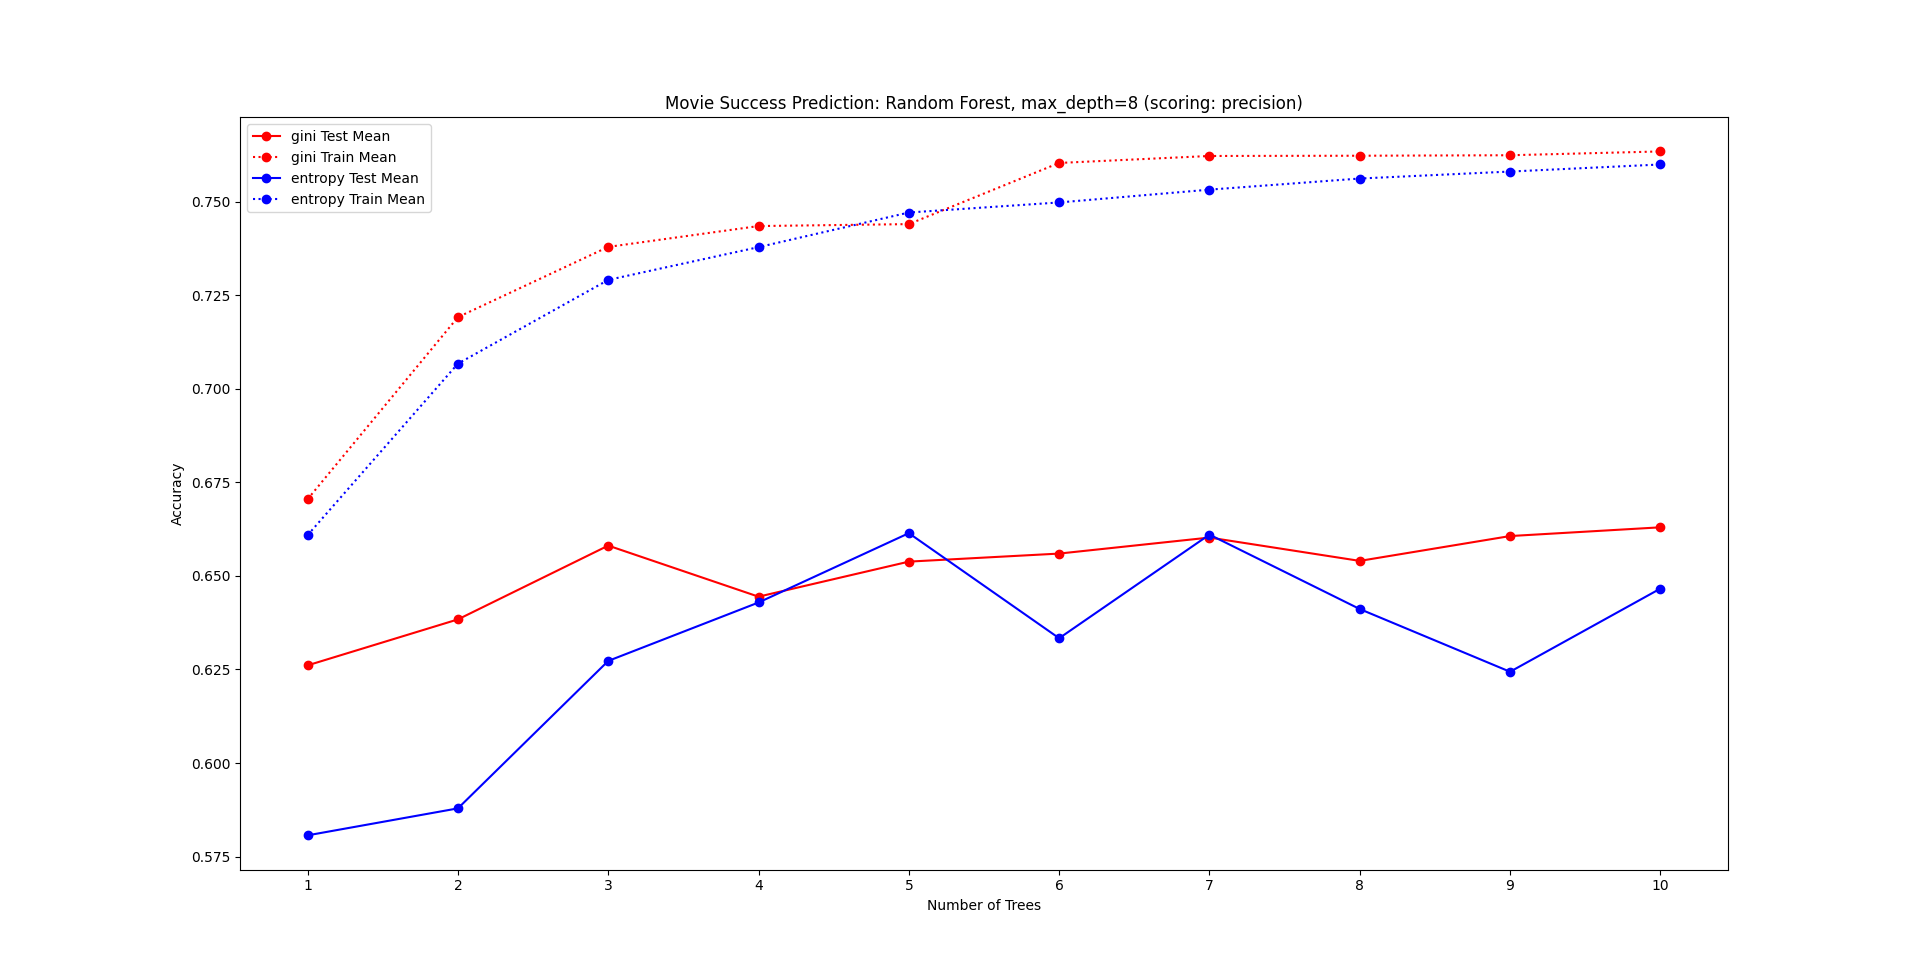 Movie Success Prediction: Random Forest, max_depth=8 (scoring: precision)
gini Test Mean
gini Train Mean
entropy Test Mean
entropy Train Mean
Accuracy
0.750
0.725
0.700
0.675
0.650
0.625
0.600
0.575
1 2 3 4 5 6 7 8 9 10
Number of Trees